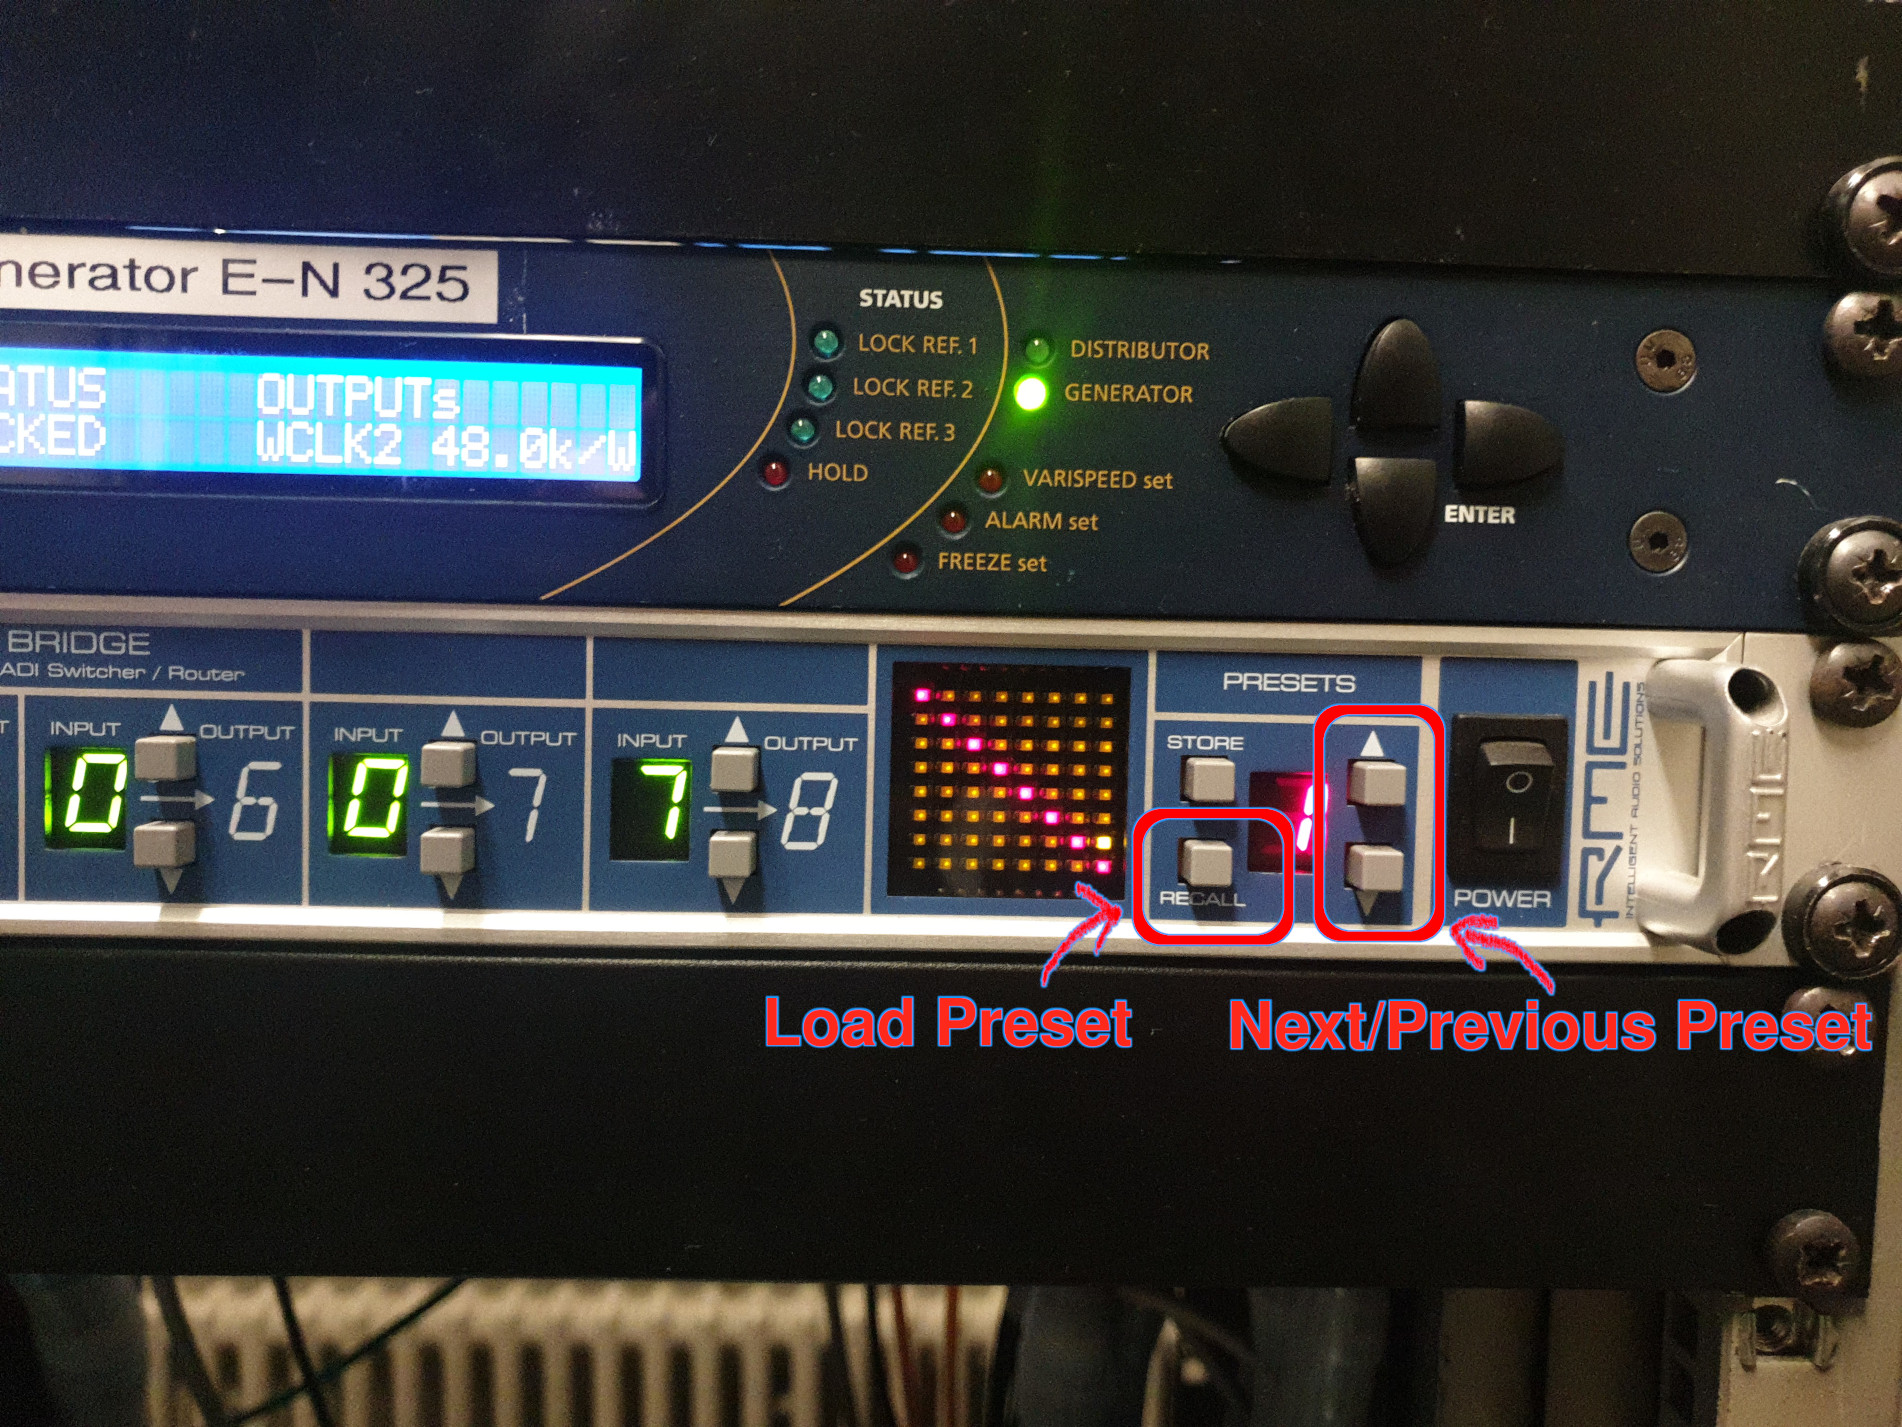 nerator E-N 325
ATUS OUTPUTs
CKED WCLK2 48.0k/W
STATUS
LOCK REF. 1
LOCK REF. 2
LOCK REF. 3
HOLD
DISTRIBUTOR
GENERATOR
VARISPEED set
ALARM set
FREEZE set
ENTER
BRIDGE
ADI Switcher / Router
T
INPUT 0 OUTPUT 6
INPUT 0 OUTPUT 7
INPUT 7 OUTPUT 8
PRESETS
STORE
1
RECALL
POWER
RME
INTELLIGENT AUDIO SOLUTIONS
RME
Load Preset
Next/Previous Preset